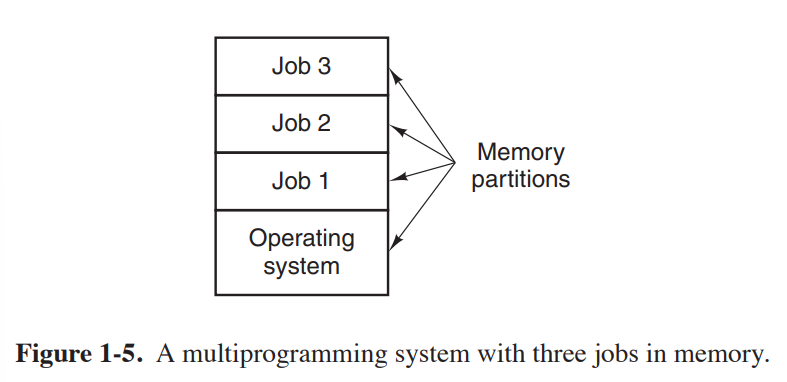 Job 3
Job 2
Job 1
Operating
system
Memory
partitions
Figure 1-5. A multiprogramming system with three jobs in memory.